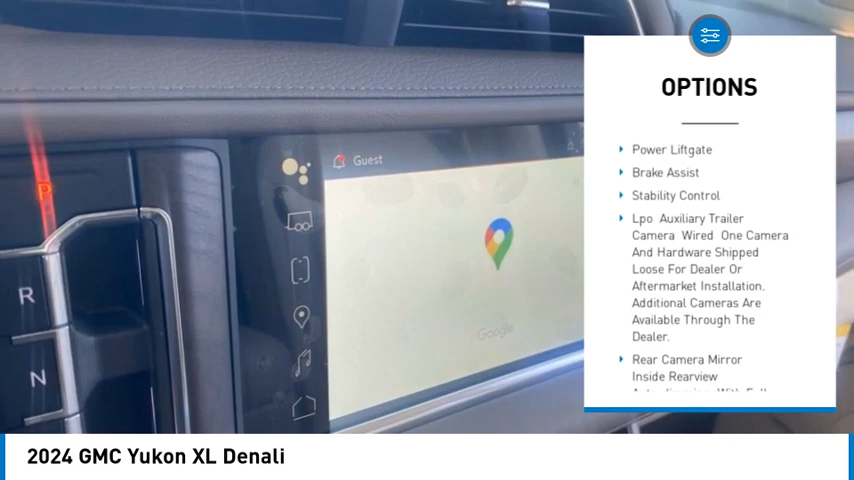 P
R
N
Guest
Google
OPTIONS
Power Liftgate
Brake Assist
Stability Control
Lpo Auxiliary Trailer
Camera Wired One Camera
And Hardware Shipped
Loose For Dealer Or
Aftermarket Installation.
Additional Cameras Are
Available Through The
Dealer.
Rear Camera Mirror
Inside Rearview
2024 GMC Yukon XL Denali